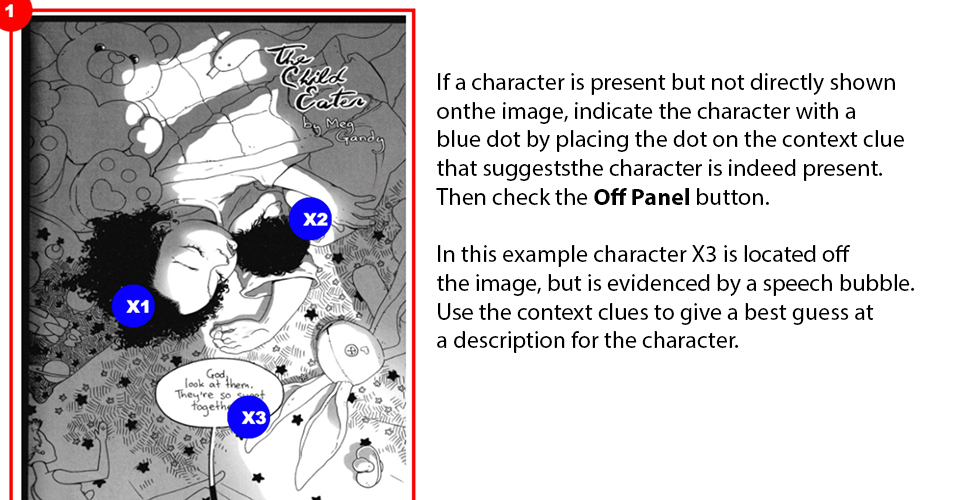 1
The
Child
Eater
by Meg
Gandy
X2
X1
God,
look at them.
They're so sweet
together
X3
If a character is present but not directly shown
onthe image, indicate the character with a
blue dot by placing the dot on the context clue
that suggeststhe character is indeed present.
Then check the Off Panel button.
In this example character X3 is located off
the image, but is evidenced by a speech bubble.
Use the context clues to give a best guess at
a description for the character.